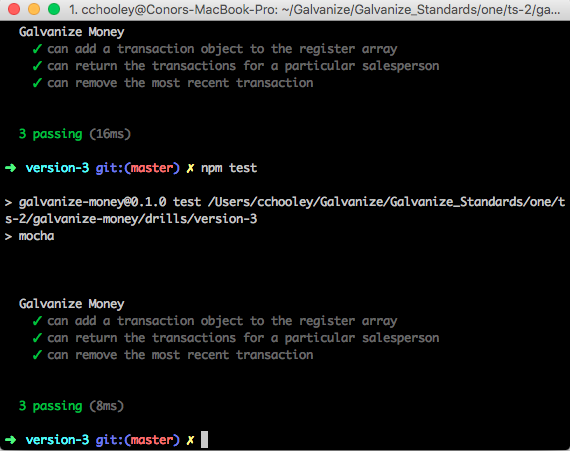 1. cchooley@Conors-MacBook-Pro: ~/Galvanize/Galvanize_Standards/one/ts-2/ga...
Galvanize Money
✓ can add a transaction object to the register array
✓ can return the transactions for a particular salesperson
✓ can remove the most recent transaction
3 passing (16ms)
➜ version-3 git:(master) ✗ npm test
> galvanize-money@0.1.0 test /Users/cchooley/Galvanize/Galvanize_Standards/one/t
s-2/galvanize-money/drills/version-3
> mocha
Galvanize Money
✓ can add a transaction object to the register array
✓ can return the transactions for a particular salesperson
✓ can remove the most recent transaction
3 passing (8ms)
➜ version-3 git:(master) ✗